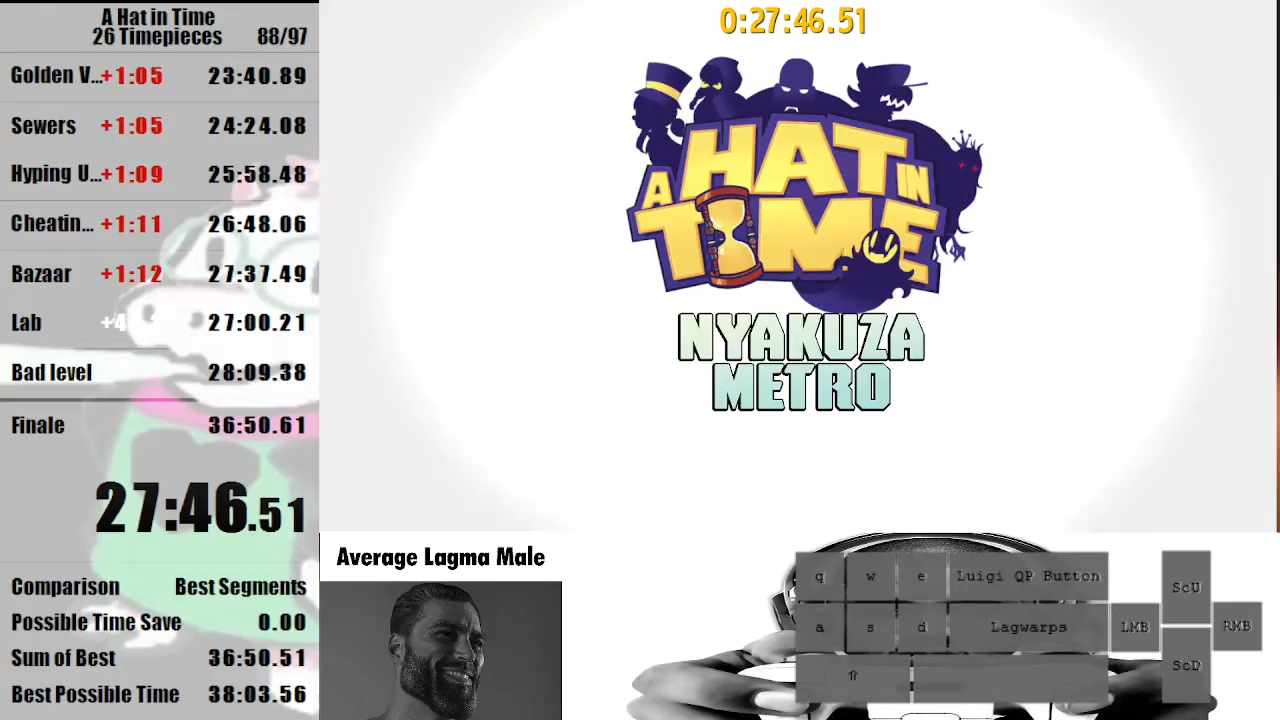 A Hat in Time
26 Timepieces 88/97
Golden V... +1:05 23:40.89
Sewers +1:05 24:24.08
Hyping U... +1:09 25:58.48
Cheatin... +1:11 26:48.06
Bazaar +1:12 27:37.49
Lab 27:00.21
Bad level 28:09.38
Finale 36:50.61
27:46.51
Comparison Best Segments
Possible Time Save 0.00
Sum of Best 36:50.51
Best Possible Time 38:03.56
0:27:46.51
A HAT IN TIME
NYAKUZA
METRO
Average Lagma Male
q w e Luigi QP Button ScU
a s d Lagwarps LMB RMB
⇧ ScD